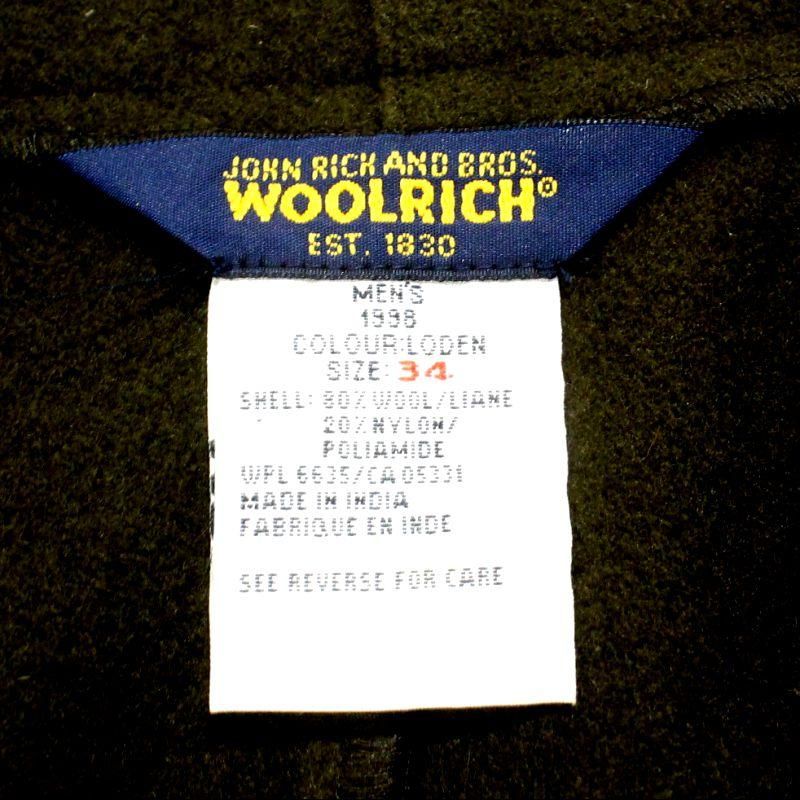 JOHN RICH AND BROS.
WOOLRICH®
EST. 1830
MEN'S
1998
COLOUR:LODEN
SIZE: 34
SHELL: 80% WOOL/LIANE
20% NYLON/
POLIAMIDE
WPL 6635/CA 05331
MADE IN INDIA
FABRIQUE EN INDE
SEE REVERSE FOR CARE